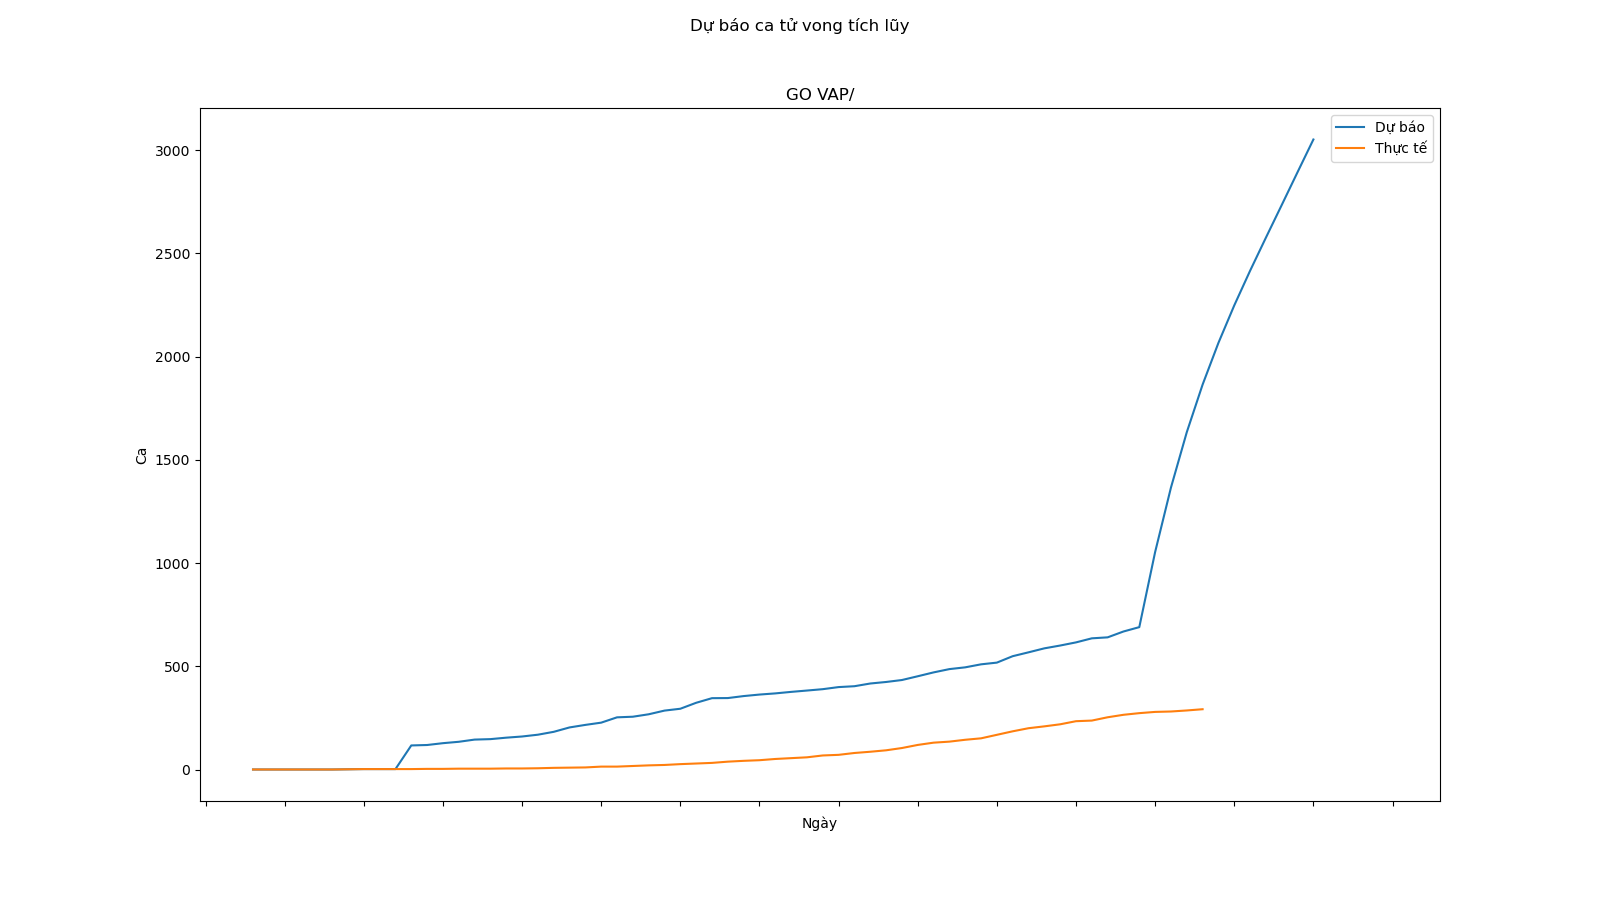 Dự báo ca tử vong tích lũy
GO VAP/
Dự báo
Thực tế
3000
2500
2000
1500
1000
500
0
Ca
Ngày